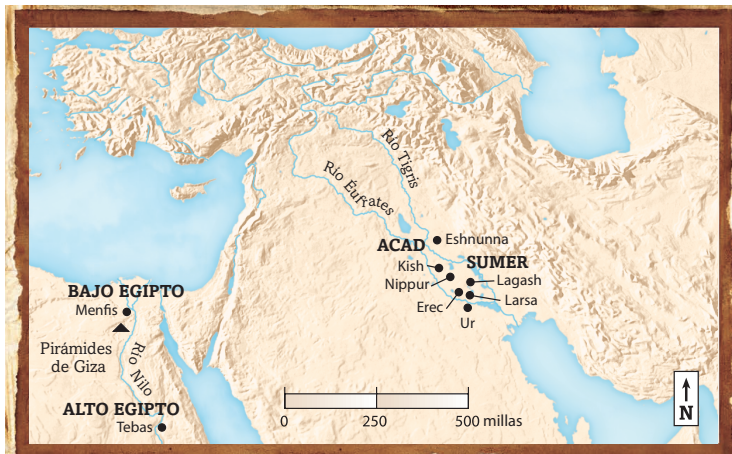 Río Tigris
Río Éufrates
ACAD
Eshnunna
Kish
SUMER
Nippur
Lagash
Erec
Larsa
Ur
BAJO EGIPTO
Menfis
Pirámides
de Giza
Río Nilo
ALTO EGIPTO
Tebas
0 250 500 millas
N